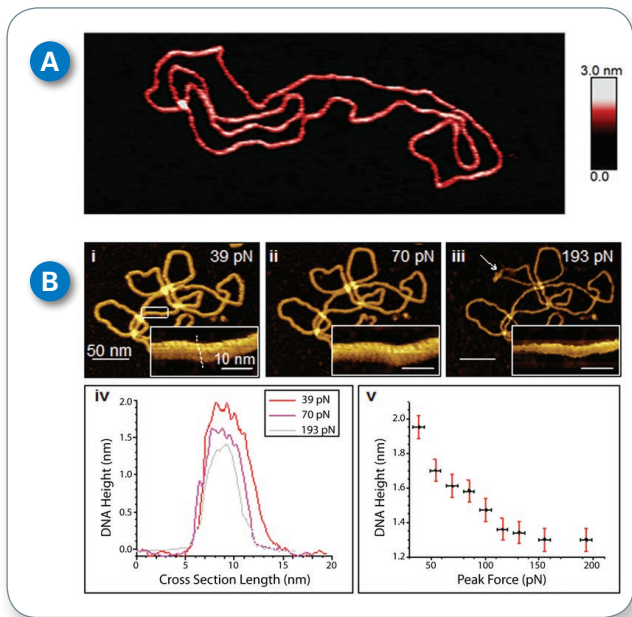 A
3.0 nm
0.0
B
i
39 pN
50 nm
10 nm
ii
70 pN
iii
193 pN
iv
2.0
1.5
1.0
0.5
0.0
0
5
10
15
20
39 pN
70 pN
193 pN
DNA Height (nm)
Cross Section Length (nm)
v
2.0
1.8
1.6
1.4
1.2
50
100
150
200
DNA Height (nm)
Peak Force (pN)